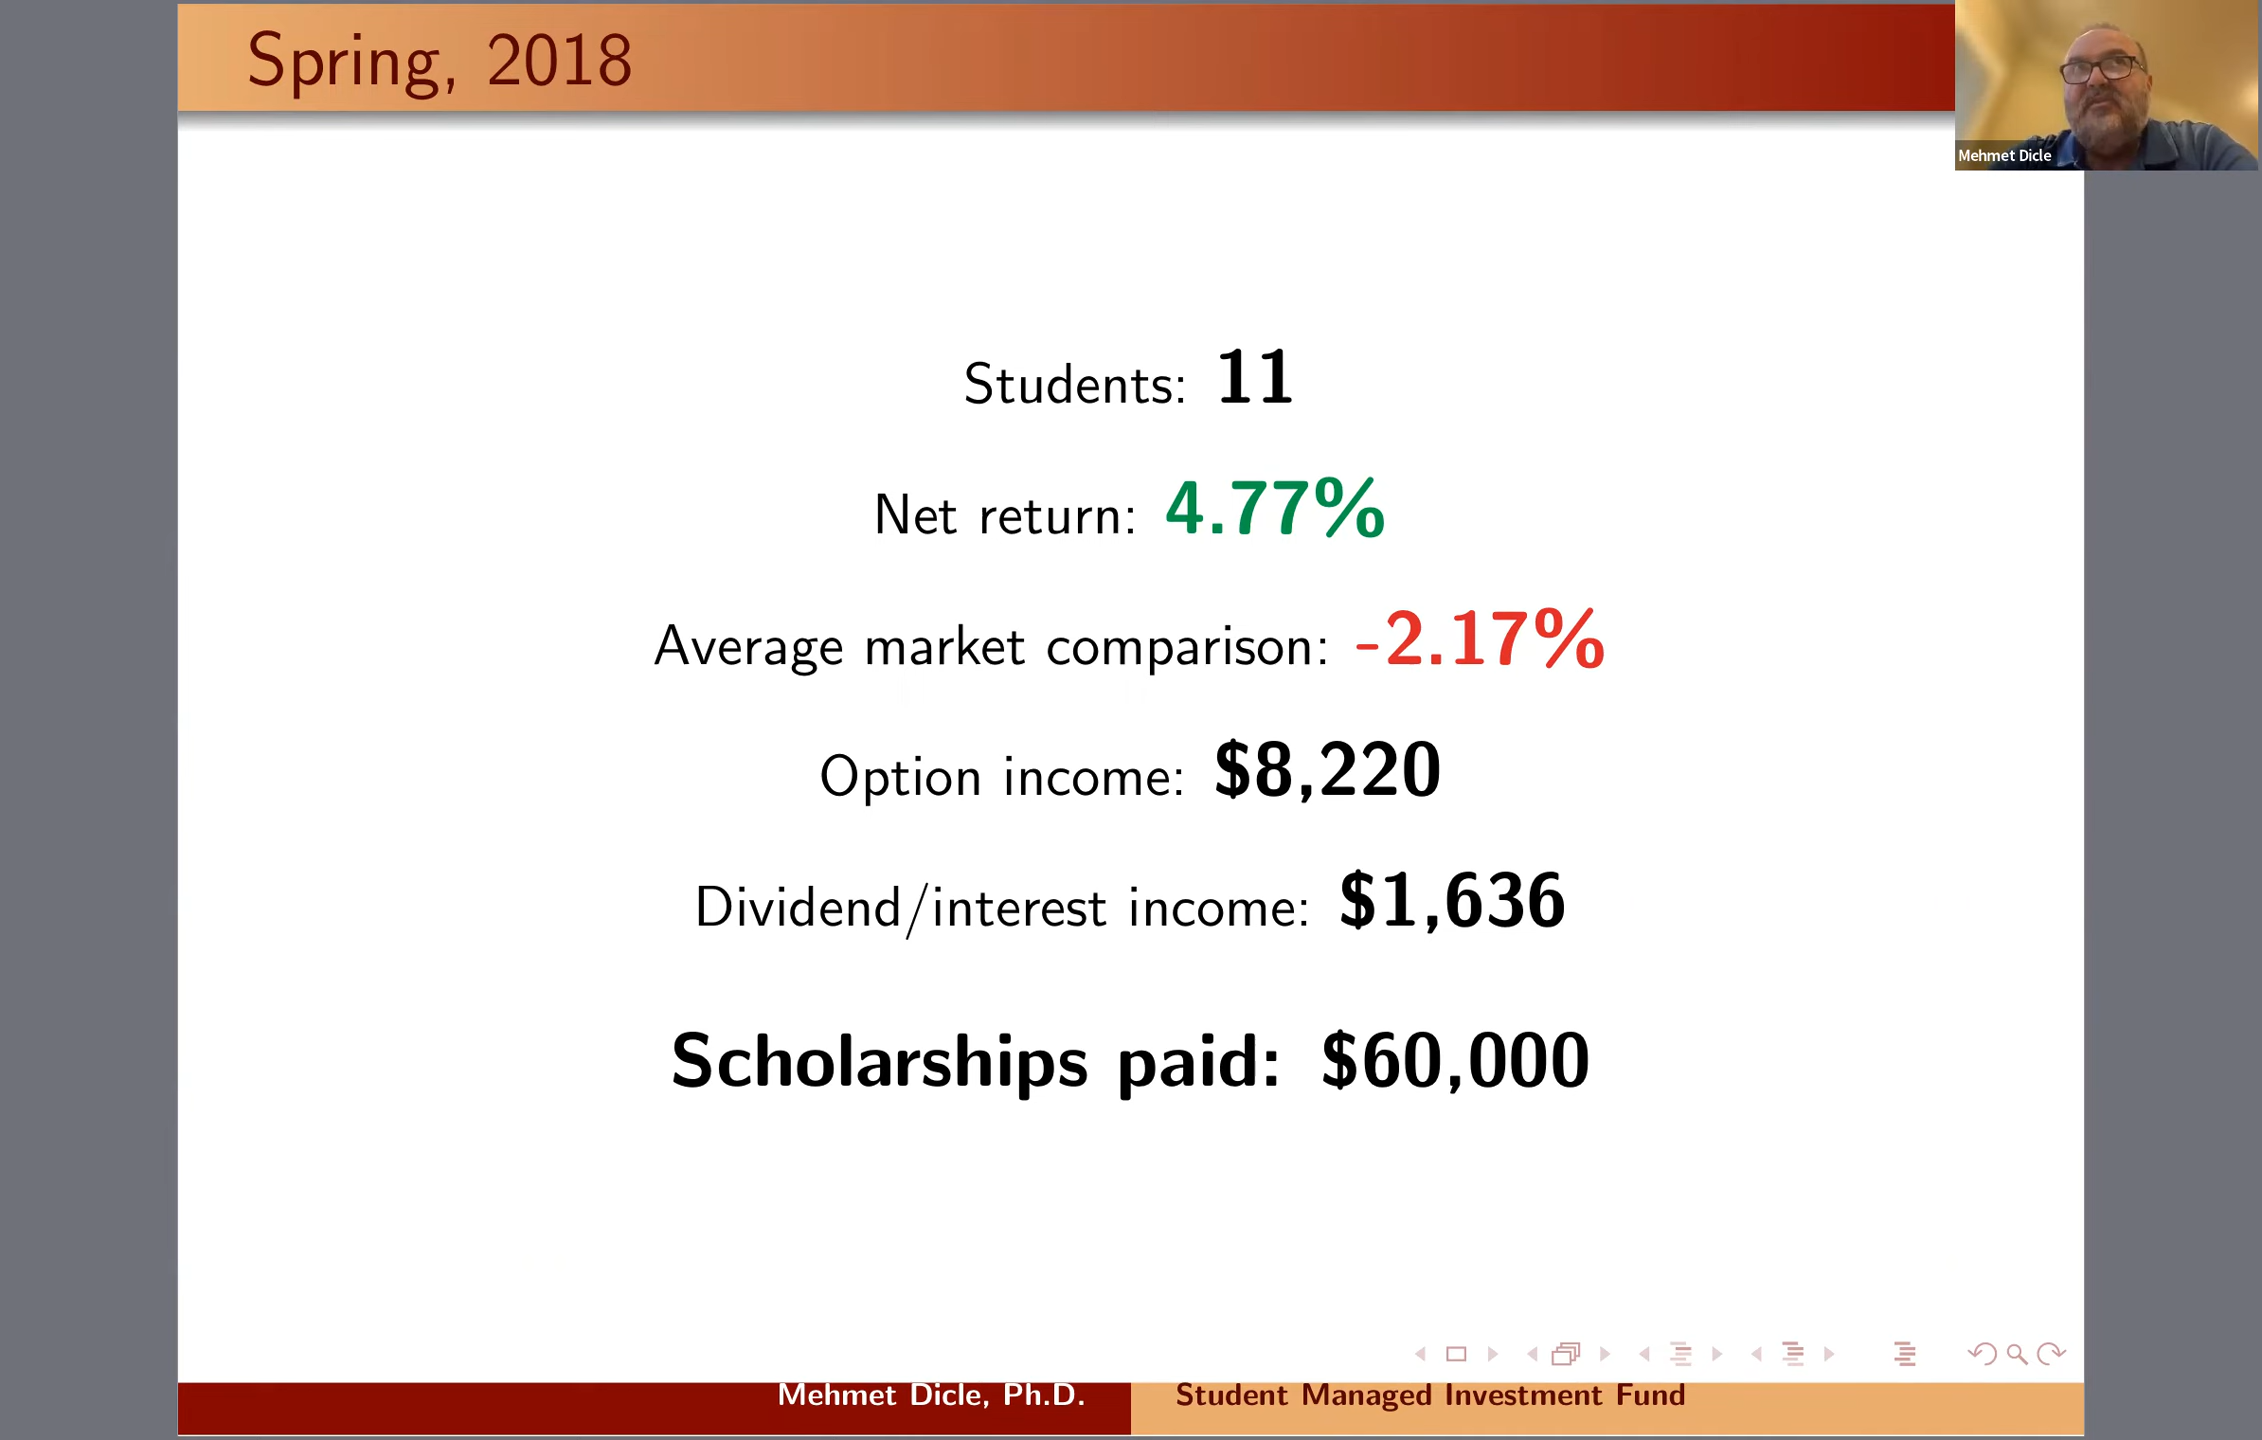 Spring, 2018
Mehmet Dicle
Students: 11
Net return: 4.77%
Average market comparison: -2.17%
Option income: $8,220
Dividend/interest income: $1,636
Scholarships paid: $60,000
Mehmet Dicle, Ph.D.
Student Managed Investment Fund